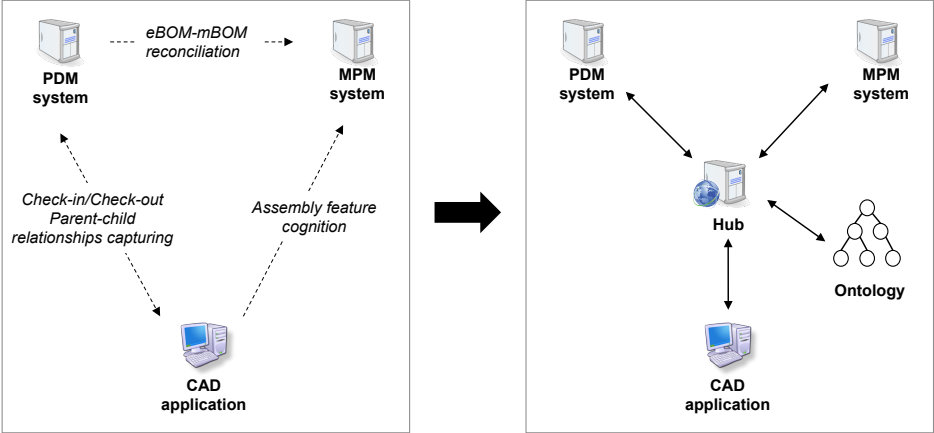 eBOM-mBOM
reconciliation
PDM
system
MPM
system
Check-in/Check-out
Parent-child
relationships capturing
Assembly feature
cognition
CAD
application
PDM
system
MPM
system
Hub
Ontology
CAD
application